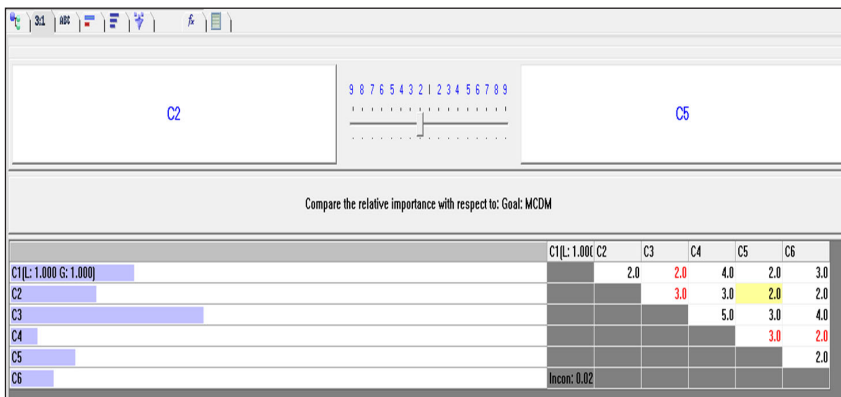 3:1 ABC fx
9 8 7 6 5 4 3 2 1 2 3 4 5 6 7 8 9
C2 C5
Compare the relative importance with respect to: Goal: MCDM
C1(L: 1.000 C2 C3 C4 C5 C6
C1(L: 1.000 G: 1.000) 2.0 2.0 4.0 2.0 3.0
C2 3.0 3.0 2.0 2.0
C3 5.0 3.0 4.0
C4 3.0 2.0
C5 2.0
C6 Incon: 0.02